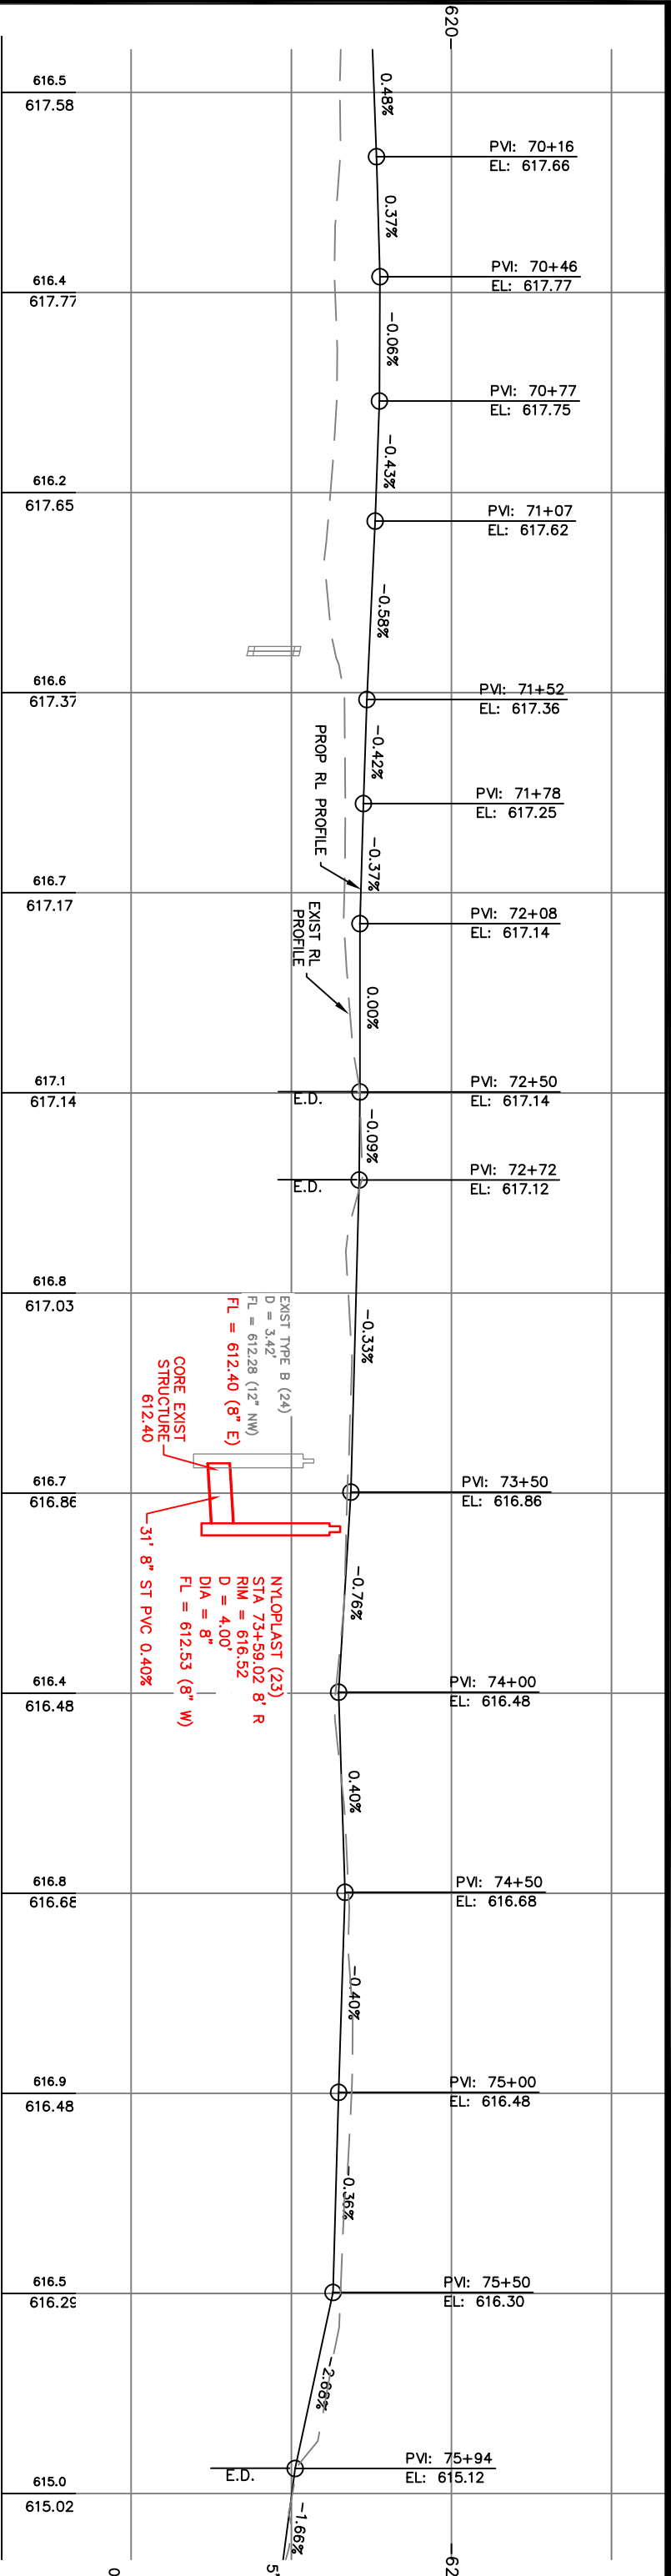 620
616.5
617.58
0.48%
PVI: 70+16
EL: 617.66
0.37%
PVI: 70+46
EL: 617.77
616.4
617.77
-0.06%
PVI: 70+77
EL: 617.75
-0.43%
616.2
617.65
PVI: 71+07
EL: 617.62
-0.58%
616.6
617.37
PVI: 71+52
EL: 617.36
-0.42%
PROP RL PROFILE
PVI: 71+78
EL: 617.25
-0.37%
616.7
617.17
PVI: 72+08
EL: 617.14
EXIST RL
PROFILE
0.00%
617.1
617.14
E.D.
PVI: 72+50
EL: 617.14
-0.09%
E.D.
PVI: 72+72
EL: 617.12
616.8
617.03
-0.33%
EXIST TYPE B (24)
D = 3.42'
FL = 612.28 (12" NW)
FL = 612.40 (8" E)
CORE EXIST
STRUCTURE
612.40
616.7
616.86
PVI: 73+50
EL: 616.86
31' 8" ST PVC 0.40%
-0.76%
NYLOPLAST (23)
STA 73+59.02 8' R
RIM = 616.52
D = 4.00'
DIA = 8"
FL = 612.53 (8" W)
616.4
616.48
PVI: 74+00
EL: 616.48
0.40%
616.8
616.68
PVI: 74+50
EL: 616.68
-0.40%
616.9
616.48
PVI: 75+00
EL: 616.48
-0.36%
616.5
616.29
PVI: 75+50
EL: 616.30
-2.68%
E.D.
PVI: 75+94
EL: 615.12
615.0
615.02
-1.66%
0
5'
62